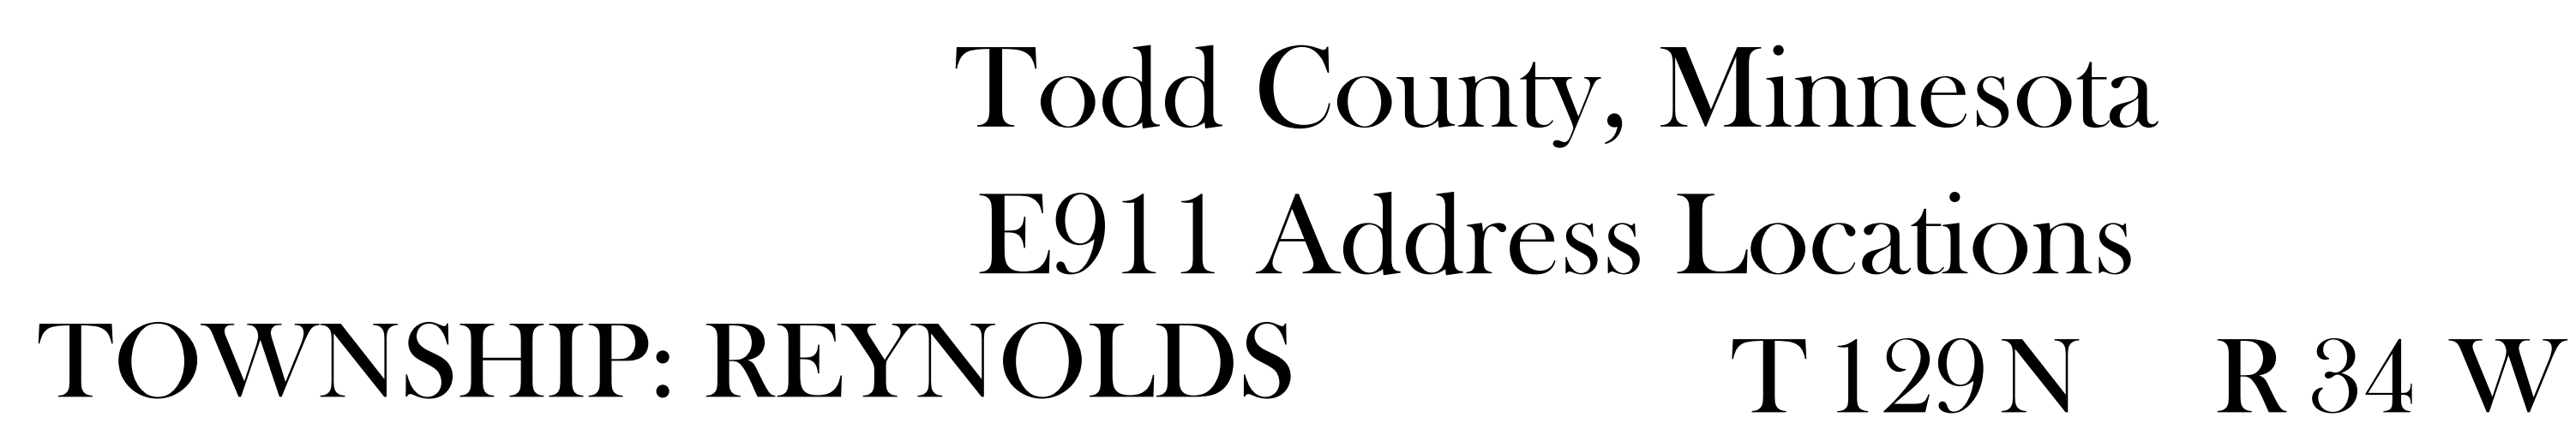 Todd County, Minnesota
E911 Address Locations
TOWNSHIP: REYNOLDS T 129 N R 34 W